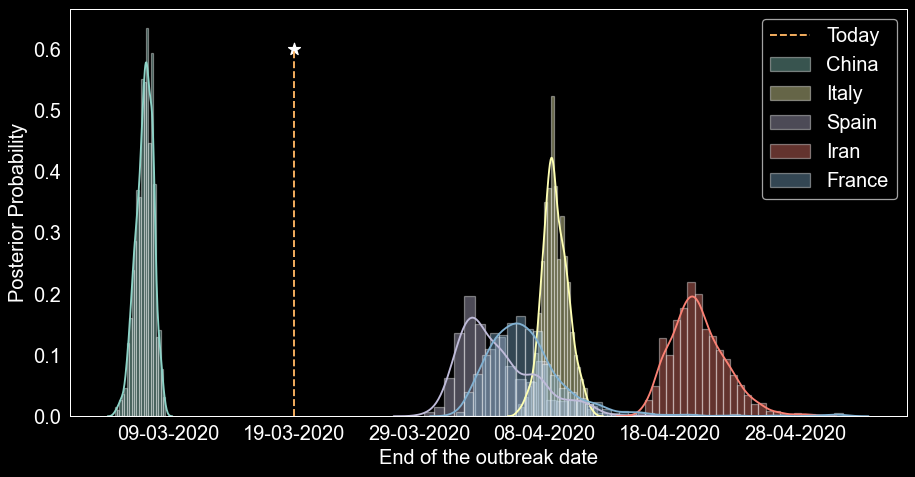 Today
China
Italy
Spain
Iran
France
Posterior Probability
0.6
0.5
0.4
0.3
0.2
0.1
0.0
09-03-2020 19-03-2020 29-03-2020 08-04-2020 18-04-2020 28-04-2020
End of the outbreak date